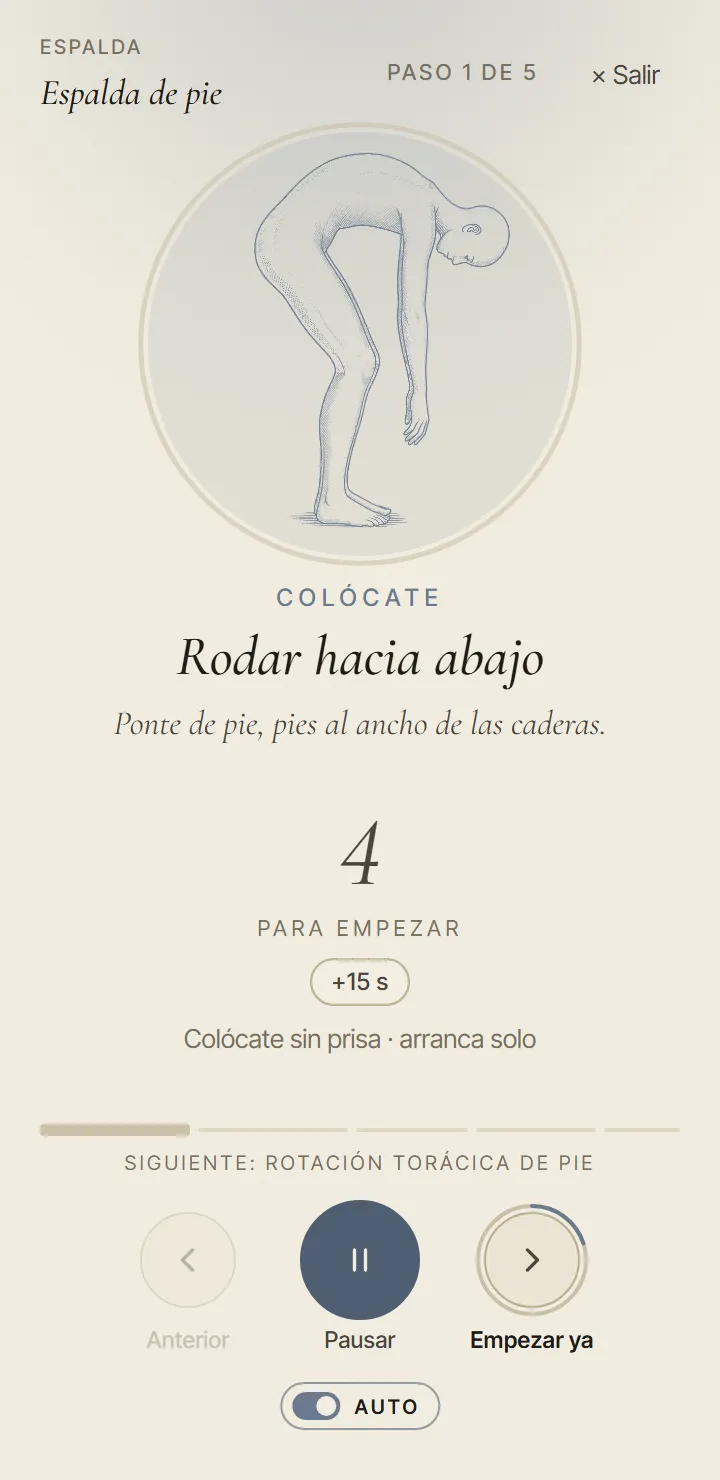 ESPALDA
Espalda de pie
PASO 1 DE 5
× Salir
COLÓCATE
Rodar hacia abajo
Ponte de pie, pies al ancho de las caderas.
4
PARA EMPEZAR
+15 s
Colócate sin prisa · arranca solo
SIGUIENTE: ROTACIÓN TORÁCICA DE PIE
Anterior
Pausar
Empezar ya
AUTO